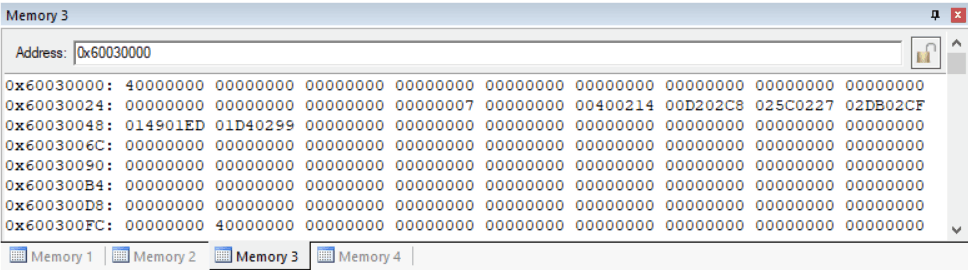 Memory 3
Address: 0x60030000
0x60030000: 40000000 00000000 00000000 00000000 00000000 00000000 00000000 00000000 00000000
0x60030024: 00000000 00000000 00000000 00000007 00000000 00400214 00D202C8 025C0227 02DB02CF
0x60030048: 014901ED 01D40299 00000000 00000000 00000000 00000000 00000000 00000000 00000000
0x6003006C: 00000000 00000000 00000000 00000000 00000000 00000000 00000000 00000000 00000000
0x60030090: 00000000 00000000 00000000 00000000 00000000 00000000 00000000 00000000 00000000
0x600300B4: 00000000 00000000 00000000 00000000 00000000 00000000 00000000 00000000 00000000
0x600300D8: 00000000 00000000 00000000 00000000 00000000 00000000 00000000 00000000 00000000
0x600300FC: 00000000 40000000 00000000 00000000 00000000 00000000 00000000 00000000 00000000
Memory 1 Memory 2 Memory 3 Memory 4